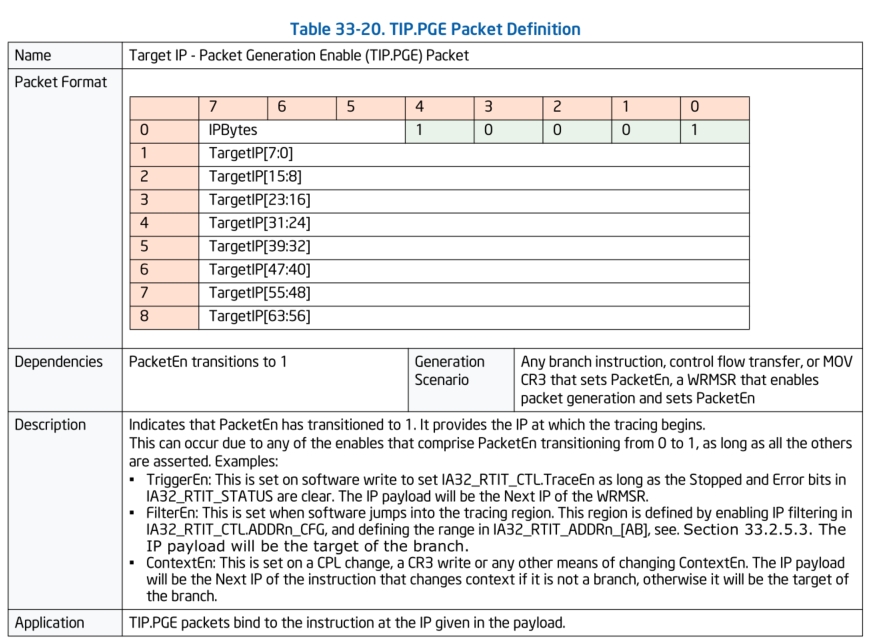 Table 33-20. TIP.PGE Packet Definition
Name Target IP - Packet Generation Enable (TIP.PGE) Packet
Packet Format
7 6 5 4 3 2 1 0
0 IPBytes 1 0 0 0 1
1 TargetIP[7:0]
2 TargetIP[15:8]
3 TargetIP[23:16]
4 TargetIP[31:24]
5 TargetIP[39:32]
6 TargetIP[47:40]
7 TargetIP[55:48]
8 TargetIP[63:56]
Dependencies PacketEn transitions to 1 Generation Any branch instruction, control flow transfer, or MOV
Scenario CR3 that sets PacketEn, a WRMSR that enables
packet generation and sets PacketEn
Description Indicates that PacketEn has transitioned to 1. It provides the IP at which the tracing begins.
This can occur due to any of the enables that comprise PacketEn transitioning from 0 to 1, as long as all the others
are asserted. Examples:
▪ TriggerEn: This is set on software write to set IA32_RTIT_CTL.TraceEn as long as the Stopped and Error bits in
IA32_RTIT_STATUS are clear. The IP payload will be the Next IP of the WRMSR.
▪ FilterEn: This is set when software jumps into the tracing region. This region is defined by enabling IP filtering in
IA32_RTIT_CTL.ADDRn_CFG, and defining the range in IA32_RTIT_ADDRn_[AB], see. Section 33.2.5.3. The
IP payload will be the target of the branch.
▪ ContextEn: This is set on a CPL change, a CR3 write or any other means of changing ContextEn. The IP payload
will be the Next IP of the instruction that changes context if it is not a branch, otherwise it will be the target of
the branch.
Application TIP.PGE packets bind to the instruction at the IP given in the payload.